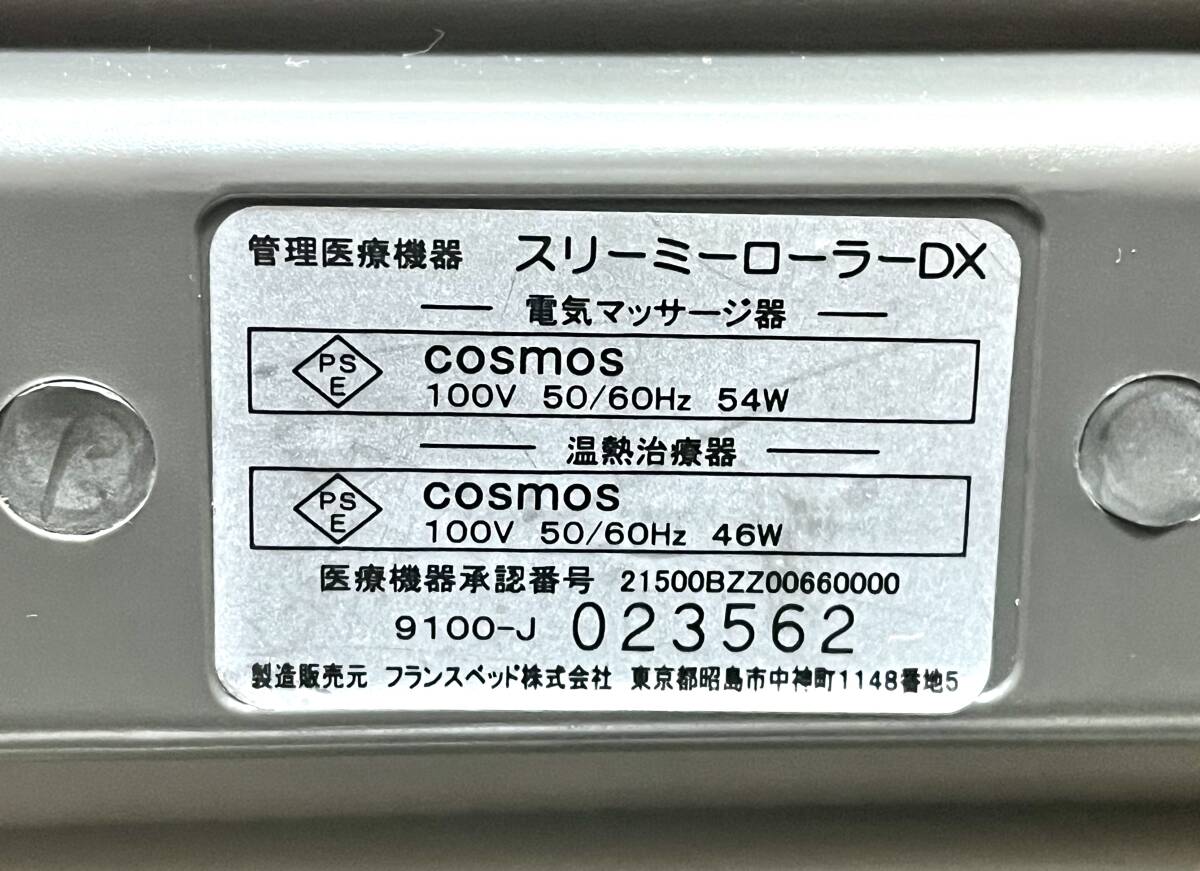 管理医療機器 スリーミーローラーDX
電気マッサージ器
PSE cosmos
100V 50/60Hz 54W
温熱治療器
PSE cosmos
100V 50/60Hz 46W
医療機器承認番号 21500BZZ00660000
9100-J 023562
製造販売元 フランスベッド株式会社 東京都昭島市中神町1148番地5